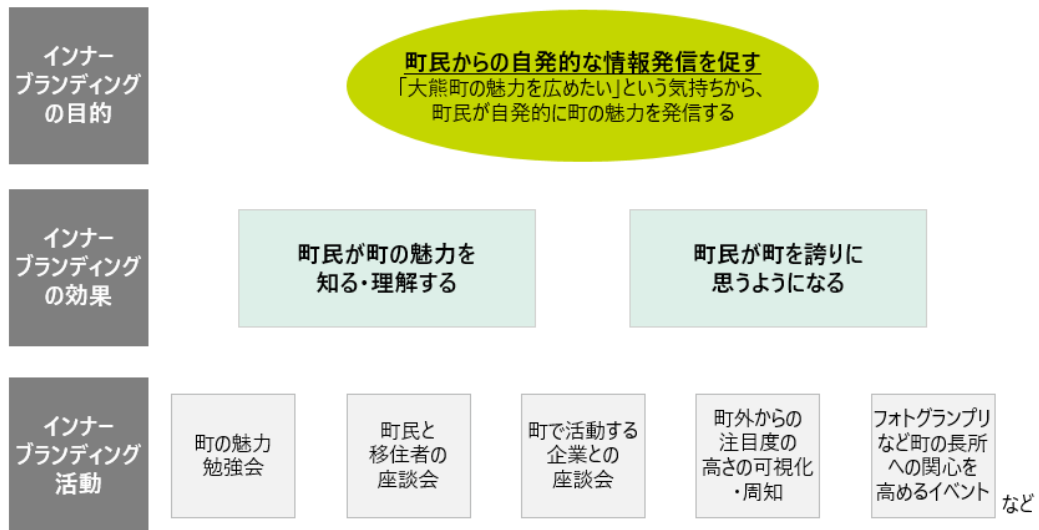 インナー
ブランディング
の目的
町民からの自発的な情報発信を促す
「大熊町の魅力を広めたい」という気持ちから、
町民が自発的に町の魅力を発信する
インナー
ブランディング
の効果
町民が町の魅力を
知る・理解する
町民が町を誇りに
思うようになる
インナー
ブランディング
活動
町の魅力
勉強会
町民と
移住者の
座談会
町で活動する
企業との
座談会
町外からの
注目度の
高さの可視化
・周知
フォトグランプリ
など町の長所
への関心を
高めるイベント
など